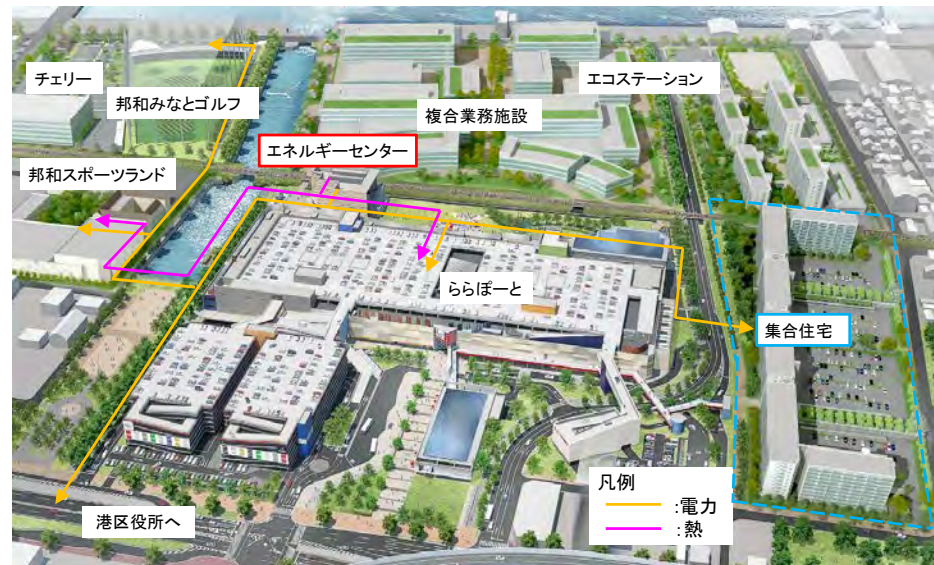 チェリー
邦和みなとゴルフ
エコステーション
複合業務施設
エネルギーセンター
邦和スポーツランド
ららぽーと
集合住宅
凡例
:電力
:熱
港区役所へ